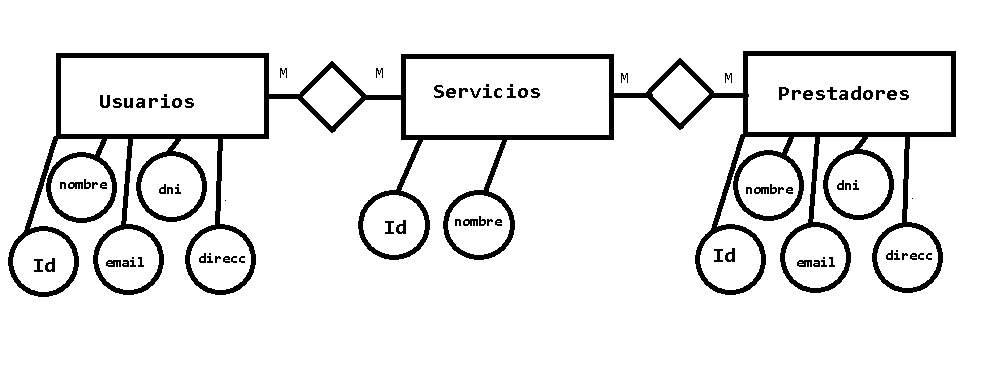 M
M
M
M
Usuarios
Servicios
Prestadores
nombre
dni
Id
email
direcc
Id
nombre
nombre
dni
Id
email
direcc